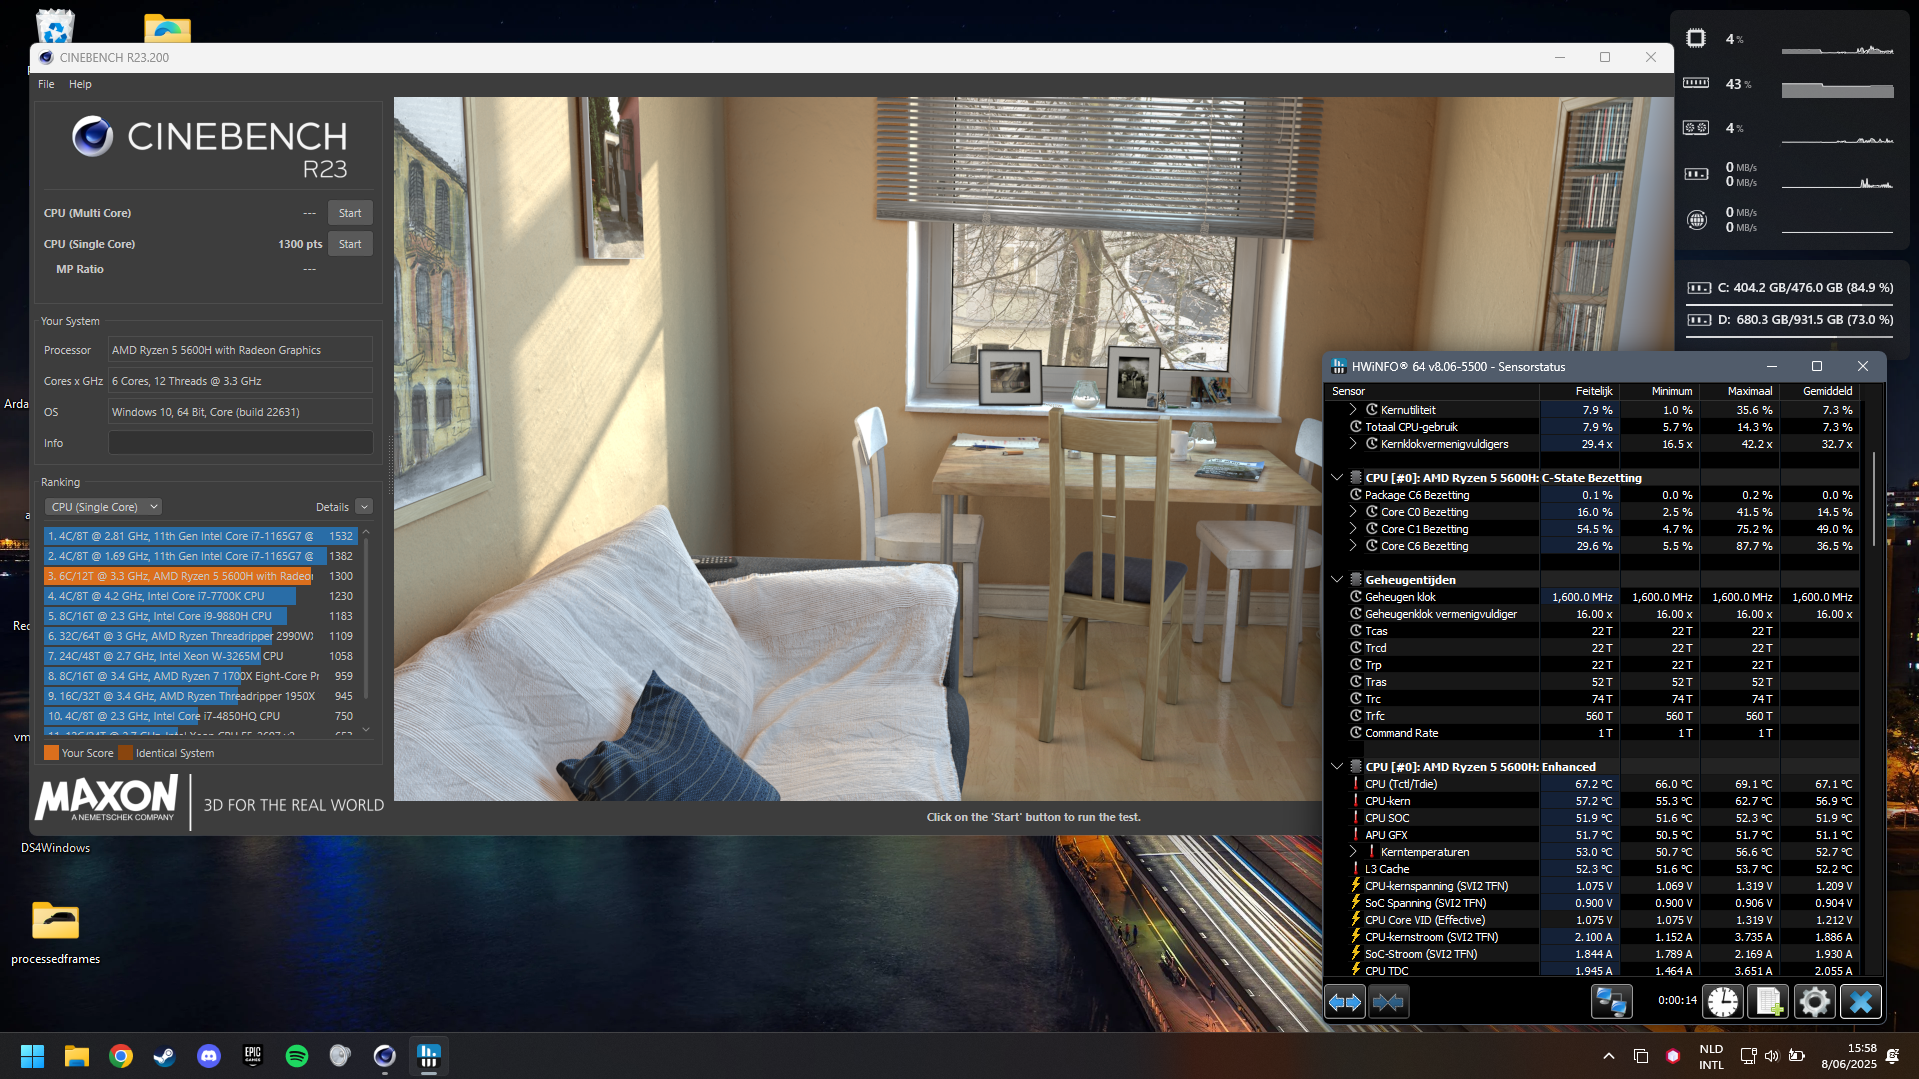 CINEBENCH R23.200
File Help
CINEBENCH
R23
CPU (Multi Core) --- Start
CPU (Single Core) 1300 pts Start
MP Ratio ---
Your System
Processor AMD Ryzen 5 5600H with Radeon Graphics
Cores x GHz 6 Cores, 12 Threads @ 3.3 GHz
OS Windows 10, 64 Bit, Core (build 22631)
Info
Ranking
CPU (Single Core) Details
1. 4C/8T @ 2.81 GHz, 11th Gen Intel Core i7-1165G7 @ 1532
2. 4C/8T @ 1.69 GHz, 11th Gen Intel Core i7-1165G7 @ 1382
3. 6C/12T @ 3.3 GHz, AMD Ryzen 5 5600H with Radeo 1300
4. 4C/8T @ 4.2 GHz, Intel Core i7-7700K CPU 1230
5. 8C/16T @ 2.3 GHz, Intel Core i9-9880H CPU 1183
6. 32C/64T @ 3 GHz, AMD Ryzen Threadripper 2990W 1109
7. 24C/48T @ 2.7 GHz, Intel Xeon W-3265M CPU 1058
8. 8C/16T @ 3.4 GHz, AMD Ryzen 7 1700X Eight-Core Pr 959
9. 16C/32T @ 3.4 GHz, AMD Ryzen Threadripper 1950X 945
10. 4C/8T @ 2.3 GHz, Intel Core i7-4850HQ CPU 750
Your Score Identical System
MAXON
A NEMETSCHEK COMPANY
3D FOR THE REAL WORLD
Click on the 'Start' button to run the test.
Arda
a
Rec
vm
DS4Windows
processedframes
4 %
43 %
4 %
0 MB/s
0 MB/s
0 MB/s
0 MB/s
C: 404.2 GB/476.0 GB (84.9 %)
D: 680.3 GB/931.5 GB (73.0 %)
HWiNFO® 64 v8.06-5500 - Sensorstatus
Sensor Feitelijk Minimum Maximaal Gemiddeld
Kernutiliteit 7.9 % 1.0 % 35.6 % 7.3 %
Totaal CPU-gebruik 7.9 % 5.7 % 14.3 % 7.3 %
Kernklokvermenigvuldigers 29.4 x 16.5 x 42.2 x 32.7 x
CPU [#0]: AMD Ryzen 5 5600H: C-State Bezetting
Package C6 Bezetting 0.1 % 0.0 % 0.2 % 0.0 %
Core C0 Bezetting 16.0 % 2.5 % 41.5 % 14.5 %
Core C1 Bezetting 54.5 % 4.7 % 75.2 % 49.0 %
Core C6 Bezetting 29.6 % 5.5 % 87.7 % 36.5 %
Geheugentijden
Geheugen klok 1,600.0 MHz 1,600.0 MHz 1,600.0 MHz 1,600.0 MHz
Geheugenklok vermenigvuldiger 16.00 x 16.00 x 16.00 x 16.00 x
Tcas 22 T 22 T 22 T
Trcd 22 T 22 T 22 T
Trp 22 T 22 T 22 T
Tras 52 T 52 T 52 T
Trc 74 T 74 T 74 T
Trfc 560 T 560 T 560 T
Command Rate 1 T 1 T 1 T
CPU [#0]: AMD Ryzen 5 5600H: Enhanced
CPU (Tctl/Tdie) 67.2 °C 66.0 °C 69.1 °C 67.1 °C
CPU-kern 57.2 °C 55.3 °C 62.7 °C 56.9 °C
CPU SOC 51.9 °C 51.6 °C 52.3 °C 51.9 °C
APU GFX 51.7 °C 50.5 °C 51.7 °C 51.1 °C
Kerntemperaturen 53.0 °C 50.7 °C 56.6 °C 52.7 °C
L3 Cache 52.3 °C 51.6 °C 53.7 °C 52.2 °C
CPU-kernspanning (SVI2 TFN) 1.075 V 1.069 V 1.319 V 1.209 V
SoC Spanning (SVI2 TFN) 0.900 V 0.900 V 0.906 V 0.904 V
CPU Core VID (Effective) 1.075 V 1.075 V 1.319 V 1.212 V
CPU-kernstroom (SVI2 TFN) 2.100 A 1.152 A 3.735 A 1.886 A
SoC-Stroom (SVI2 TFN) 1.844 A 1.789 A 2.169 A 1.930 A
CPU TDC 1.945 A 1.464 A 3.651 A 2.055 A
0:00:14
EPIC
GAMES
NLD
INTL
15:58
8/06/2025